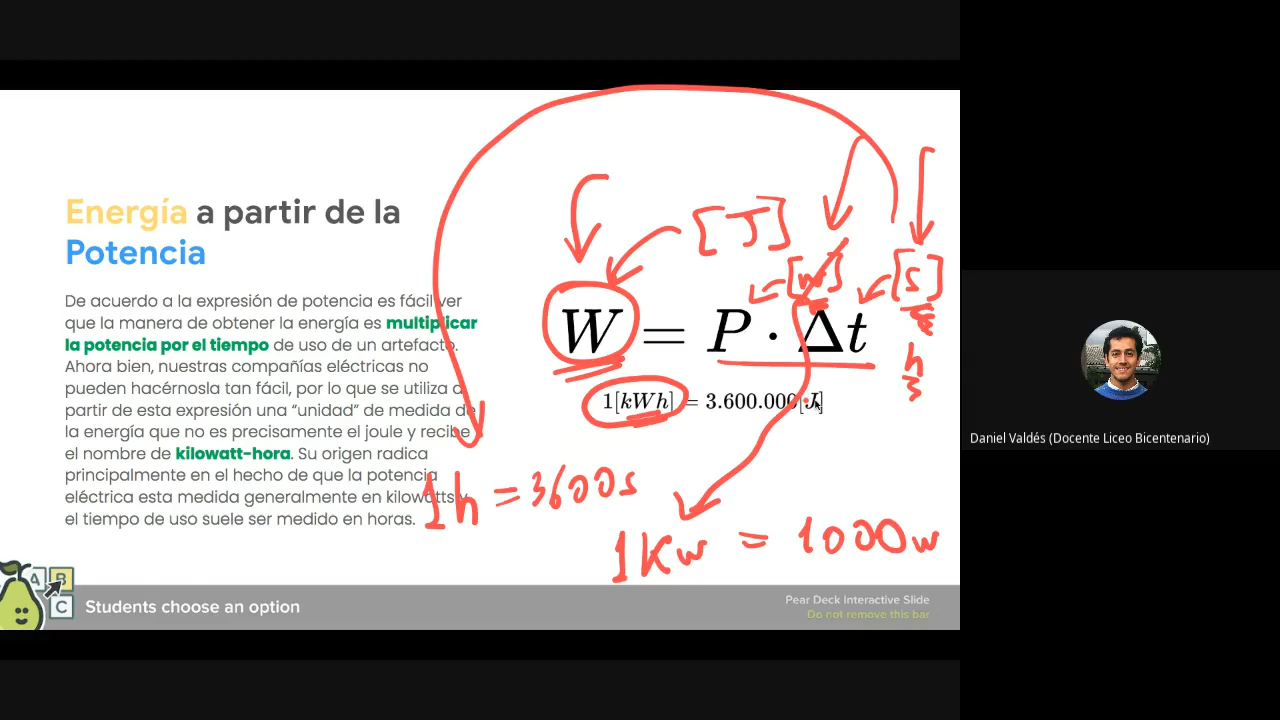 Energía a partir de la
Potencia
De acuerdo a la expresión de potencia es fácil ver
que la manera de obtener la energía es multiplicar
la potencia por el tiempo de uso de un artefacto.
Ahora bien, nuestras compañías eléctricas no
pueden hacérnosla tan fácil, por lo que se utiliza a
partir de esta expresión una “unidad” de medida de
la energía que no es precisamente el joule y recibe
el nombre de kilowatt-hora. Su origen radica
principalmente en el hecho de que la potencia
eléctrica esta medida generalmente en kilowatts y
el tiempo de uso suele ser medido en horas.
[J]
[w] [s]
W = P · Δt
h
1[kWh] = 3.600.000[J]
1h = 3600s
1Kw = 1000w
A B
C
Students choose an option
Pear Deck Interactive Slide
Do not remove this bar
Daniel Valdés (Docente Liceo Bicentenario)